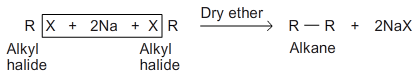 Dry ether
R X + 2Na + X R R — R + 2NaX
Alkyl halide Alkyl halide Alkane